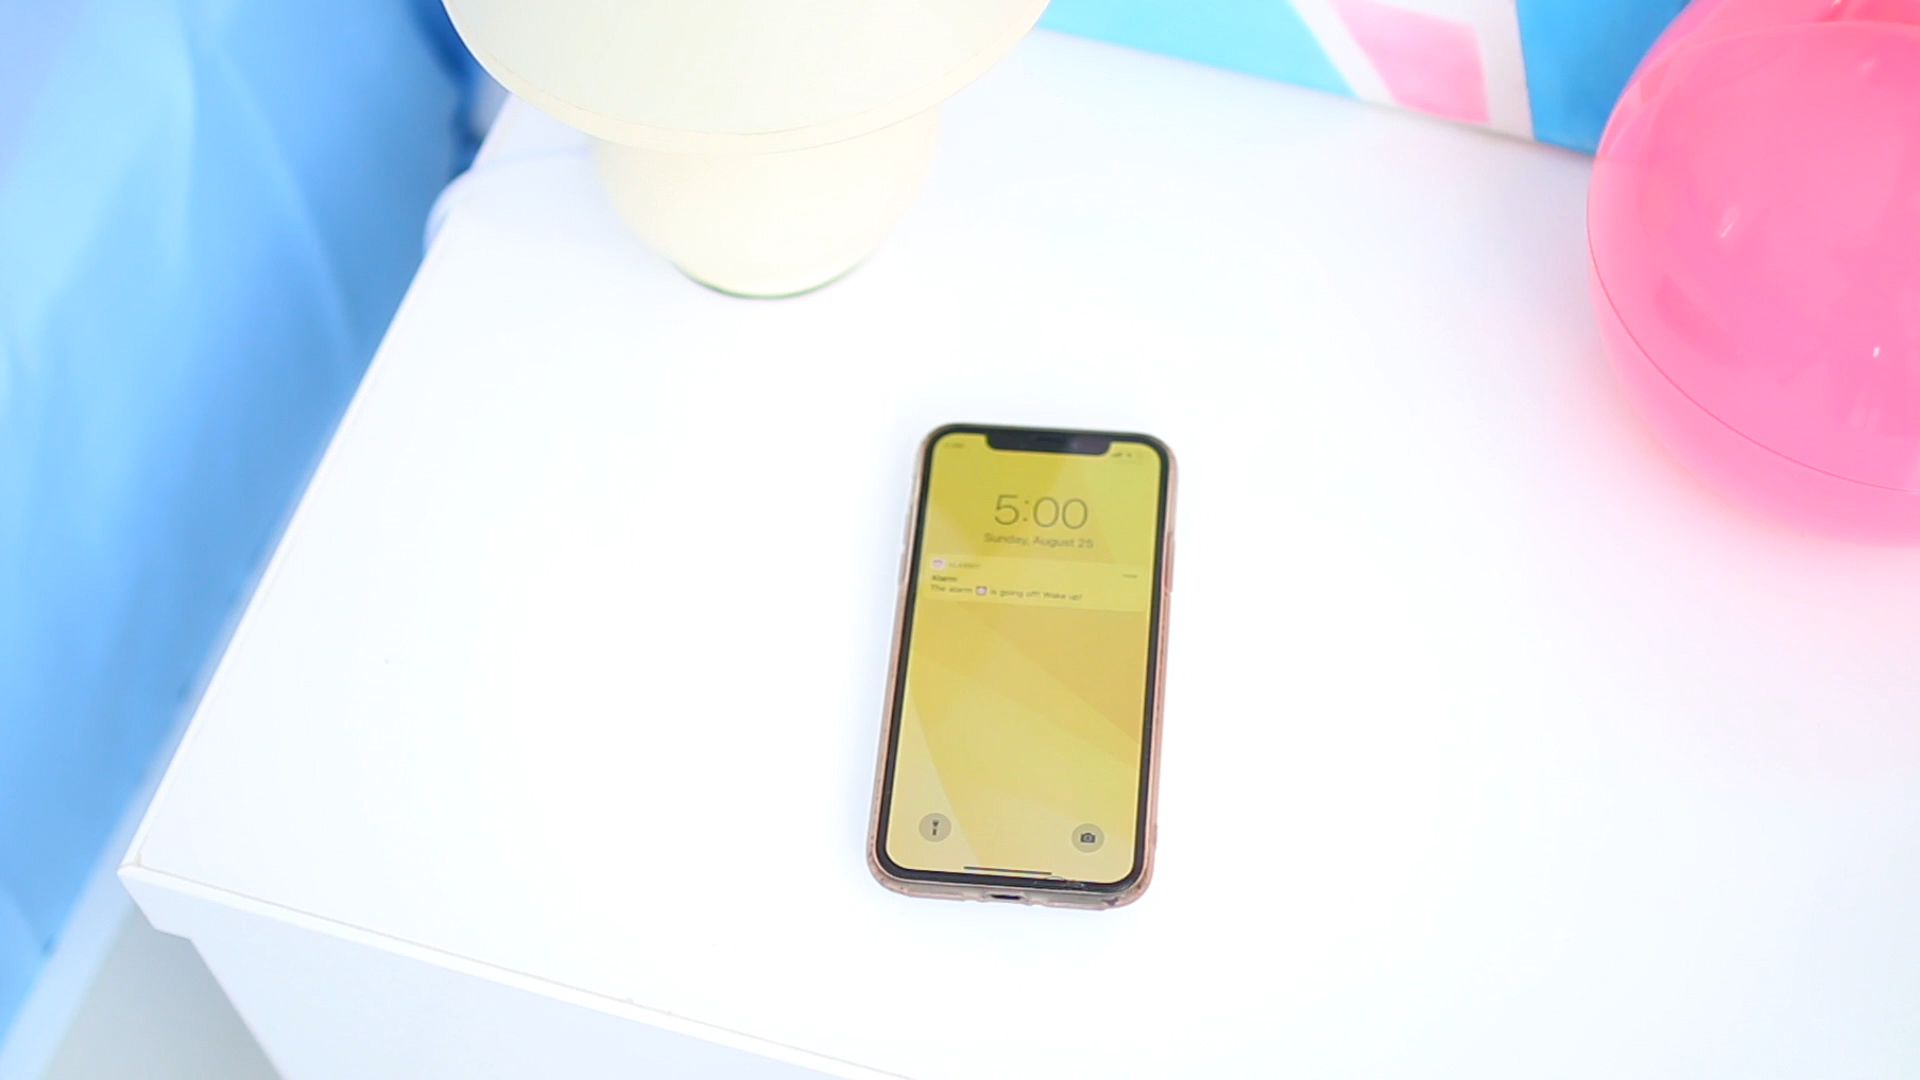 5:00
Sunday, August 25
Alarm
The alarm is going off! Wake up!